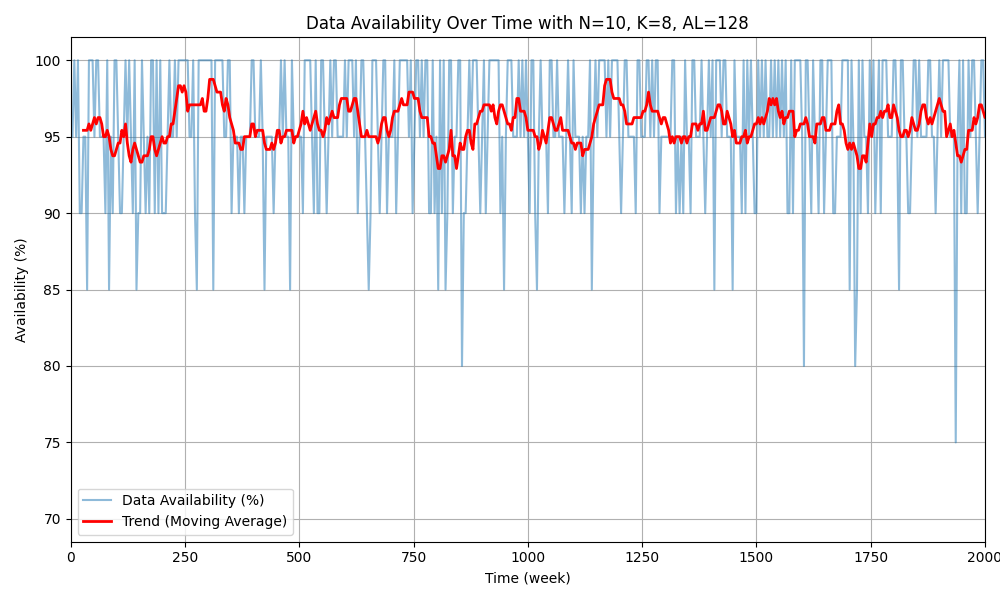 Data Availability Over Time with N=10, K=8, AL=128
Availability (%)
100
95
90
85
80
75
70
Data Availability (%)
Trend (Moving Average)
0 250 500 750 1000 1250 1500 1750 2000
Time (week)